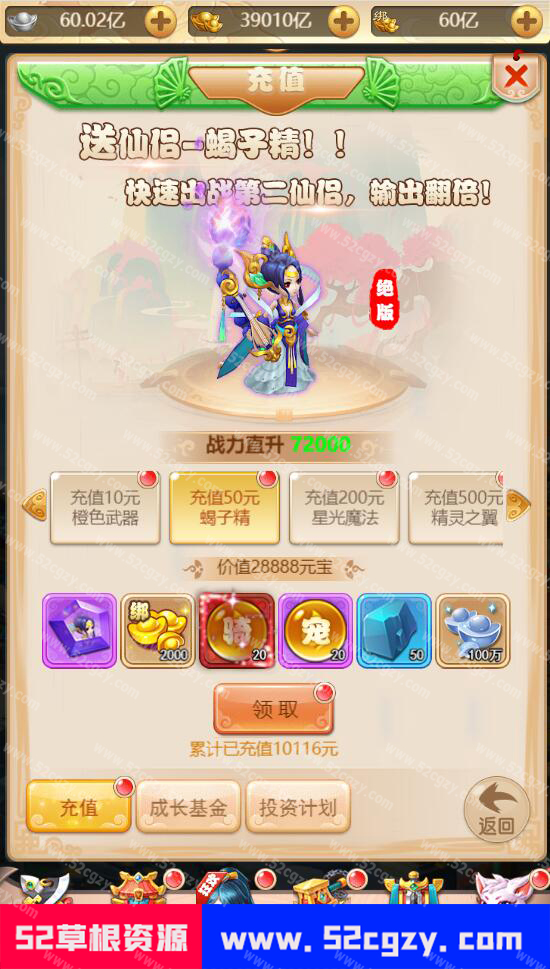 60.02亿
39010亿
绑 60亿
充值
送仙侣-蝎子精！！
快速出战第二仙侣，输出翻倍！
绝版
战力直升 72000
充值10元
橙色武器
充值50元
蝎子精
充值200元
星光魔法
充值500元
精灵之翼
价值28888元宝
绑 2000
骑 20
宠 20
50
100万
领取
累计已充值10116元
充值
成长基金
投资计划
返回
狂欢
52草根资源
www.52cgzy.com